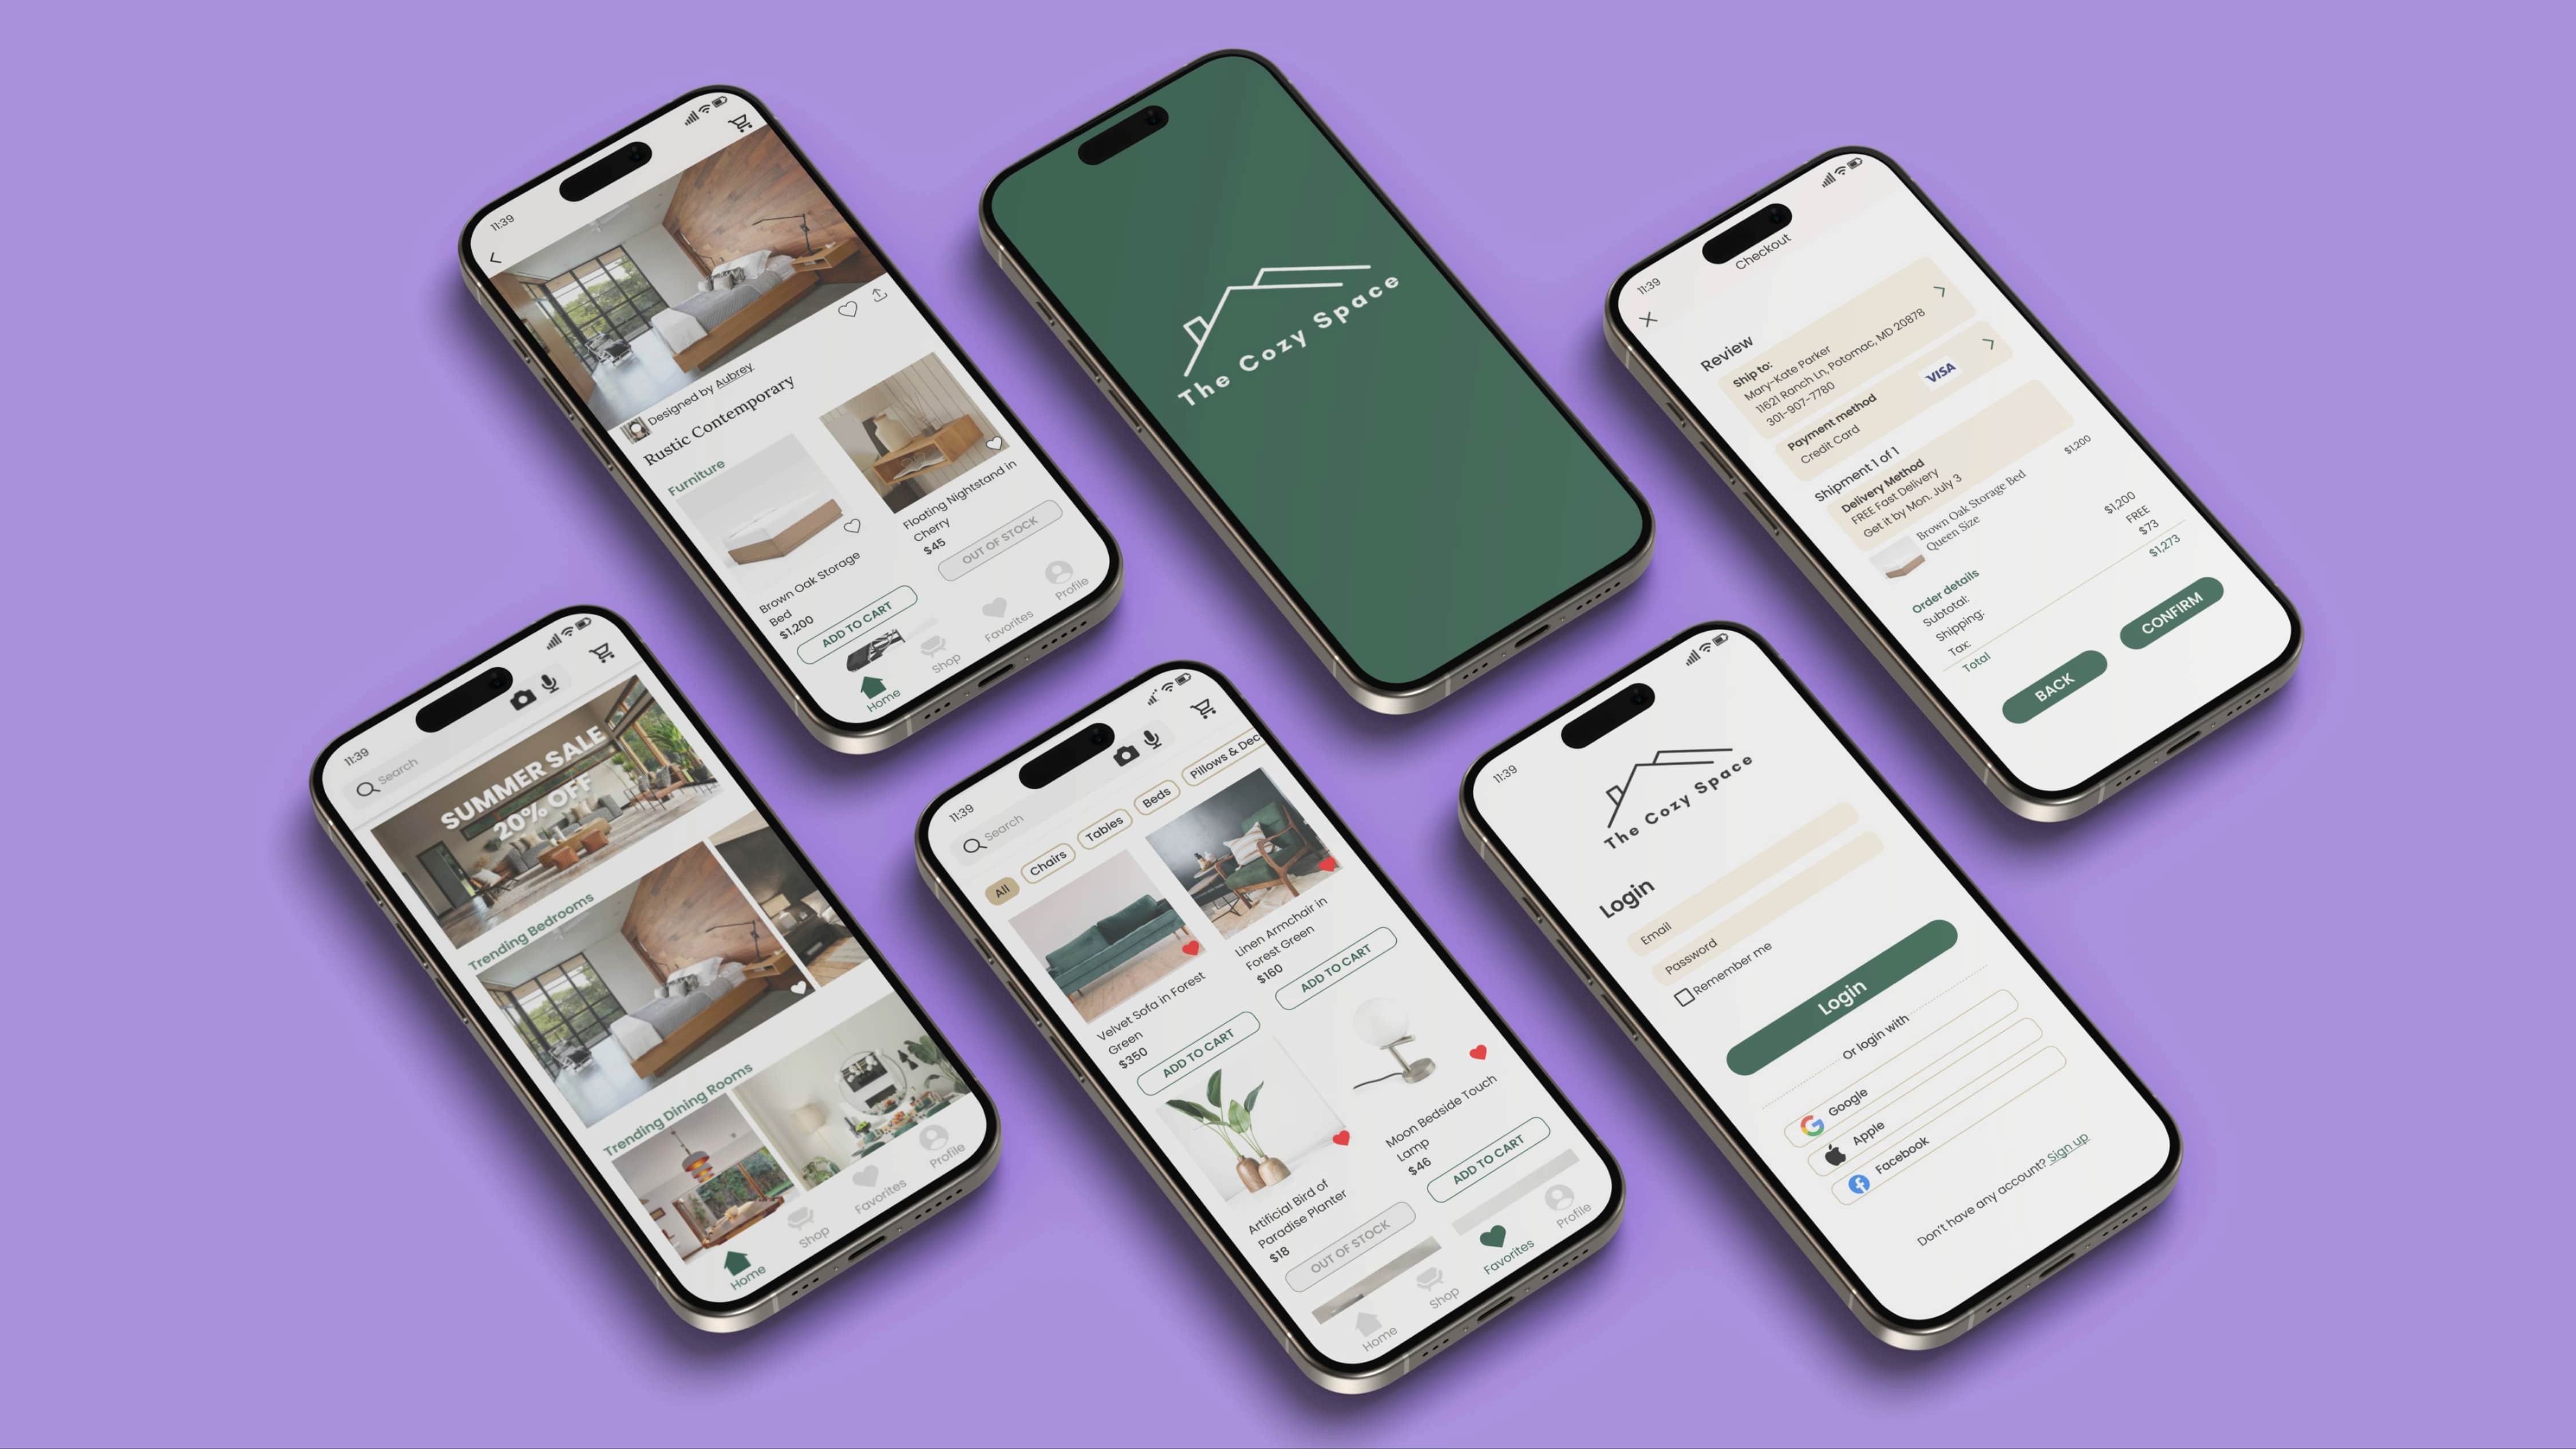 11:39
Designed by Aubrey
Rustic Contemporary
Furniture
Brown Oak Storage
Bed
$1,200
ADD TO CART
Floating Nightstand in
Cherry
$45
OUT OF STOCK
Home
Shop
Favorites
Profile
The Cozy Space
11:39
Checkout
Review
Ship to:
Mary-Kate Parker
11621 Ranch Ln, Potomac, MD 20878
301-907-7780
Payment method
Credit Card
VISA
Shipment 1 of 1
Delivery Method
FREE Fast Delivery
Get it by Mon. July 3
Brown Oak Storage Bed
Queen Size
$1,200
Order details
Subtotal: $1,200
Shipping: FREE
Tax: $73
Total $1,273
BACK
CONFIRM
11:39
Search
SUMMER SALE
20% OFF
Trending Bedrooms
Trending Dining Rooms
Home
Shop
Favorites
Profile
11:39
Search
All
Chairs
Tables
Beds
Pillows & Dec
Velvet Sofa in Forest
Green
$350
ADD TO CART
Linen Armchair in
Forest Green
$160
ADD TO CART
Artificial Bird of
Paradise Planter
$18
OUT OF STOCK
Moon Bedside Touch
Lamp
$46
ADD TO CART
Home
Shop
Favorites
Profile
11:39
The Cozy Space
Login
Email
Password
Remember me
Login
Or login with
Google
Apple
Facebook
Don't have any account? Sign up